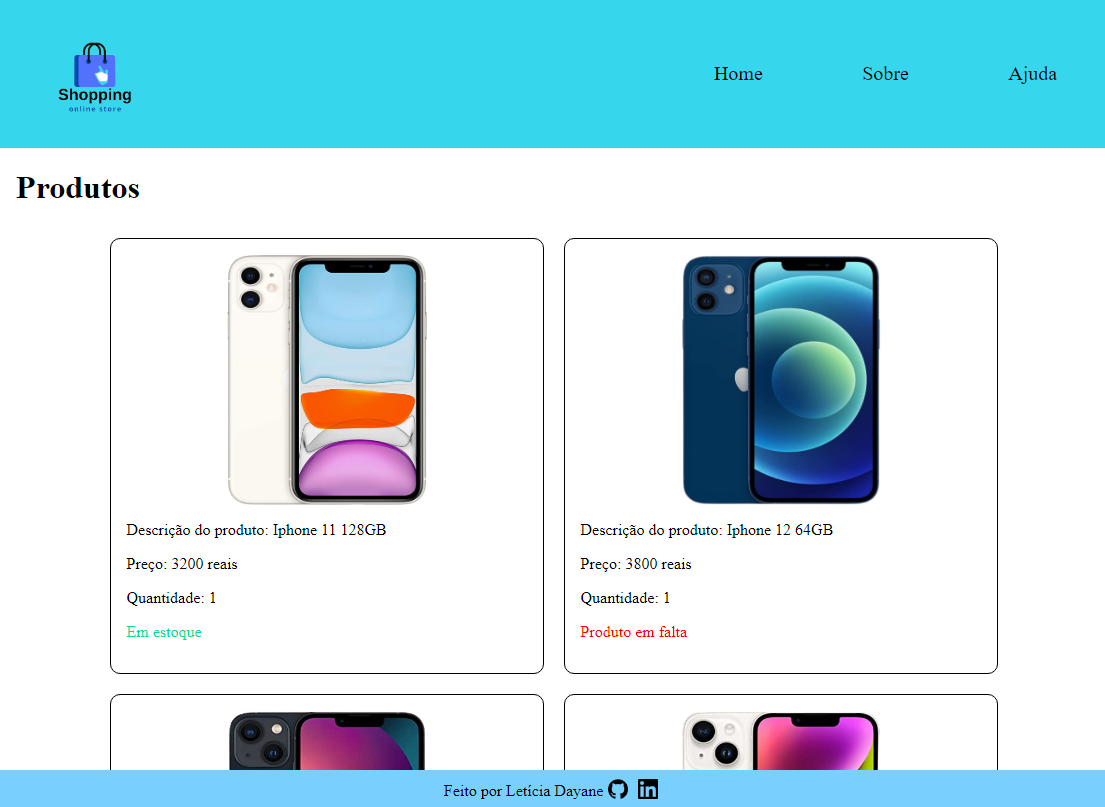 Shopping
online store
Home
Sobre
Ajuda
Produtos
Descrição do produto: Iphone 11 128GB
Preço: 3200 reais
Quantidade: 1
Em estoque
Descrição do produto: Iphone 12 64GB
Preço: 3800 reais
Quantidade: 1
Produto em falta
Feito por Letícia Dayane
in